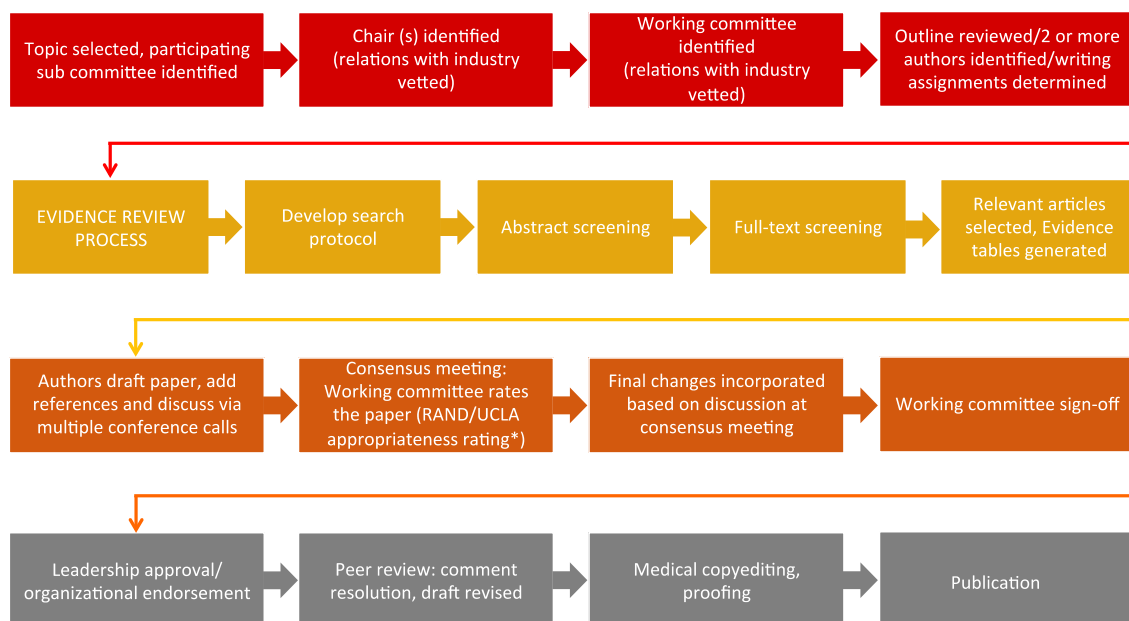 Topic selected, participating
sub committee identified
Chair (s) identified
(relations with industry
vetted)
Working committee
identified
(relations with industry
vetted)
Outline reviewed/2 or more
authors identified/writing
assignments determined
EVIDENCE REVIEW
PROCESS
Develop search
protocol
Abstract screening
Full-text screening
Relevant articles
selected, Evidence
tables generated
Authors draft paper, add
references and discuss via
multiple conference calls
Consensus meeting:
Working committee rates
the paper (RAND/UCLA
appropriateness rating*)
Final changes incorporated
based on discussion at
consensus meeting
Working committee sign-off
Leadership approval/
organizational endorsement
Peer review: comment
resolution, draft revised
Medical copyediting,
proofing
Publication